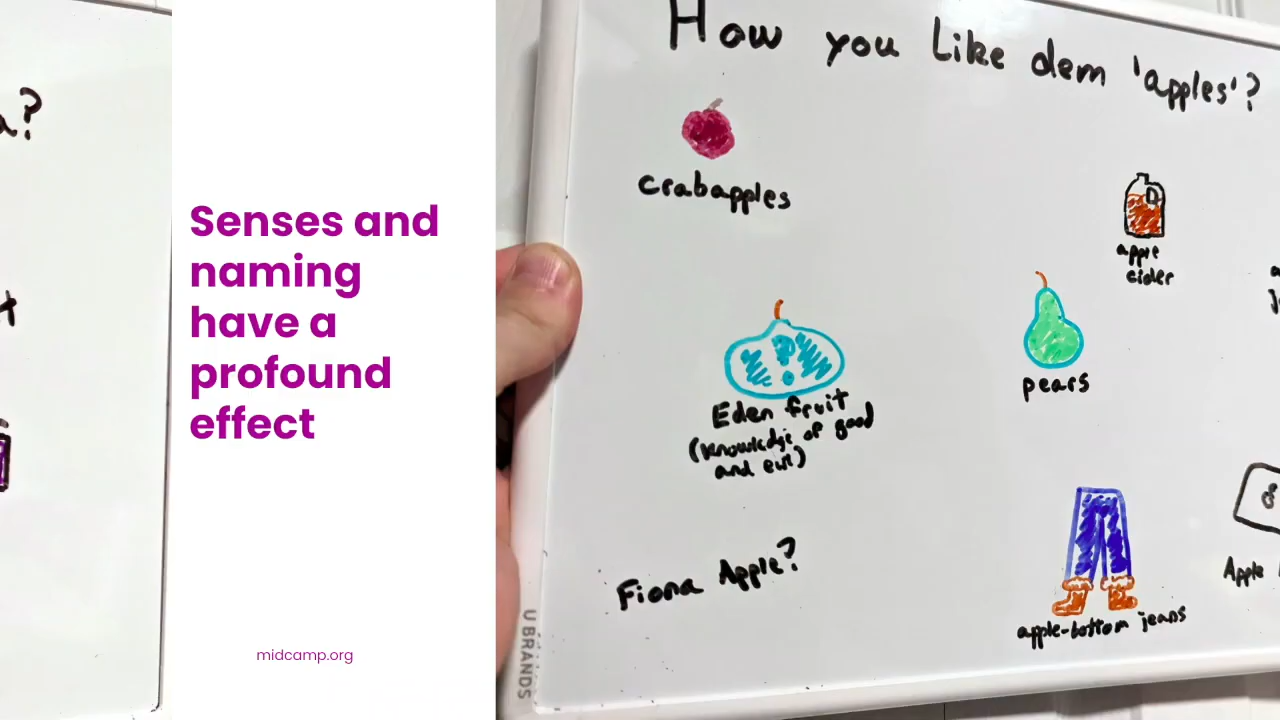 a?
Senses and
naming
have a
profound
effect
midcamp.org
How you Like dem 'apples'?
crabapples
apple
cider
Eden fruit
(knowledge of good
and evil)
pears
Fiona Apple?
apple-bottom jeans
Apple
U BRANDS